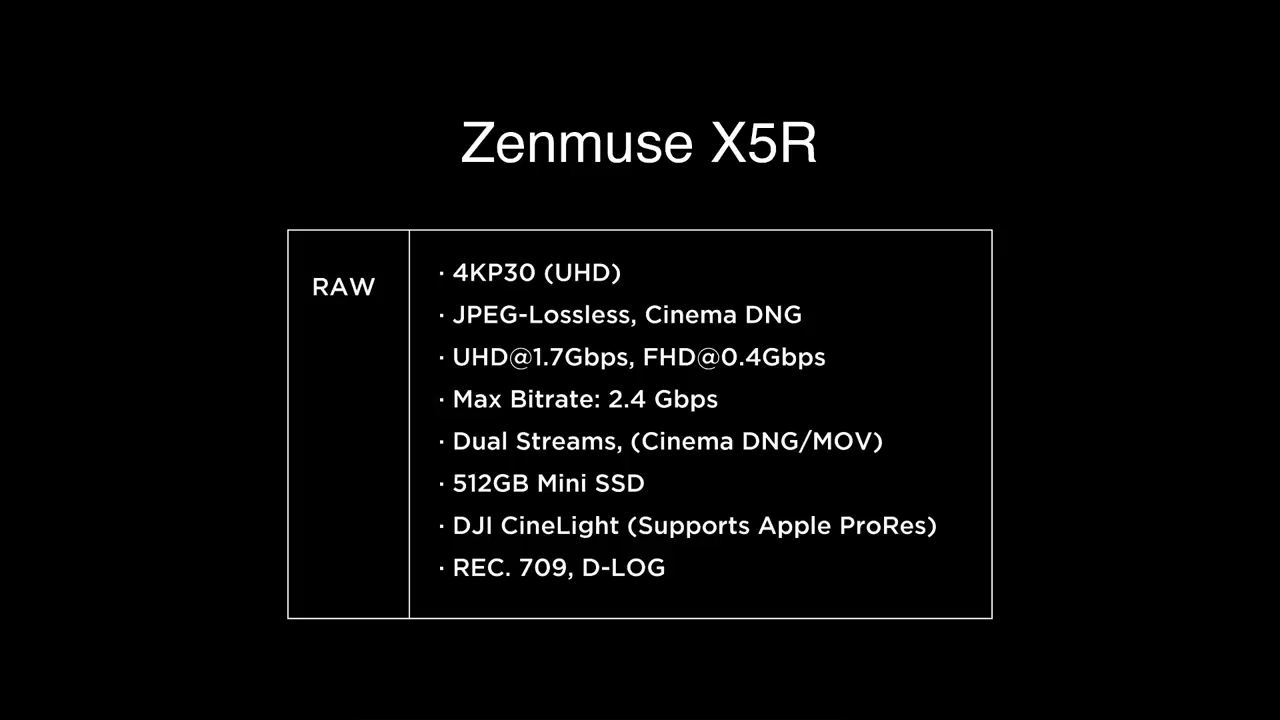 Zenmuse X5R
RAW
· 4KP30 (UHD)
· JPEG-Lossless, Cinema DNG
· UHD@1.7Gbps, FHD@0.4Gbps
· Max Bitrate: 2.4 Gbps
· Dual Streams, (Cinema DNG/MOV)
· 512GB Mini SSD
· DJI CineLight (Supports Apple ProRes)
· REC. 709, D-LOG